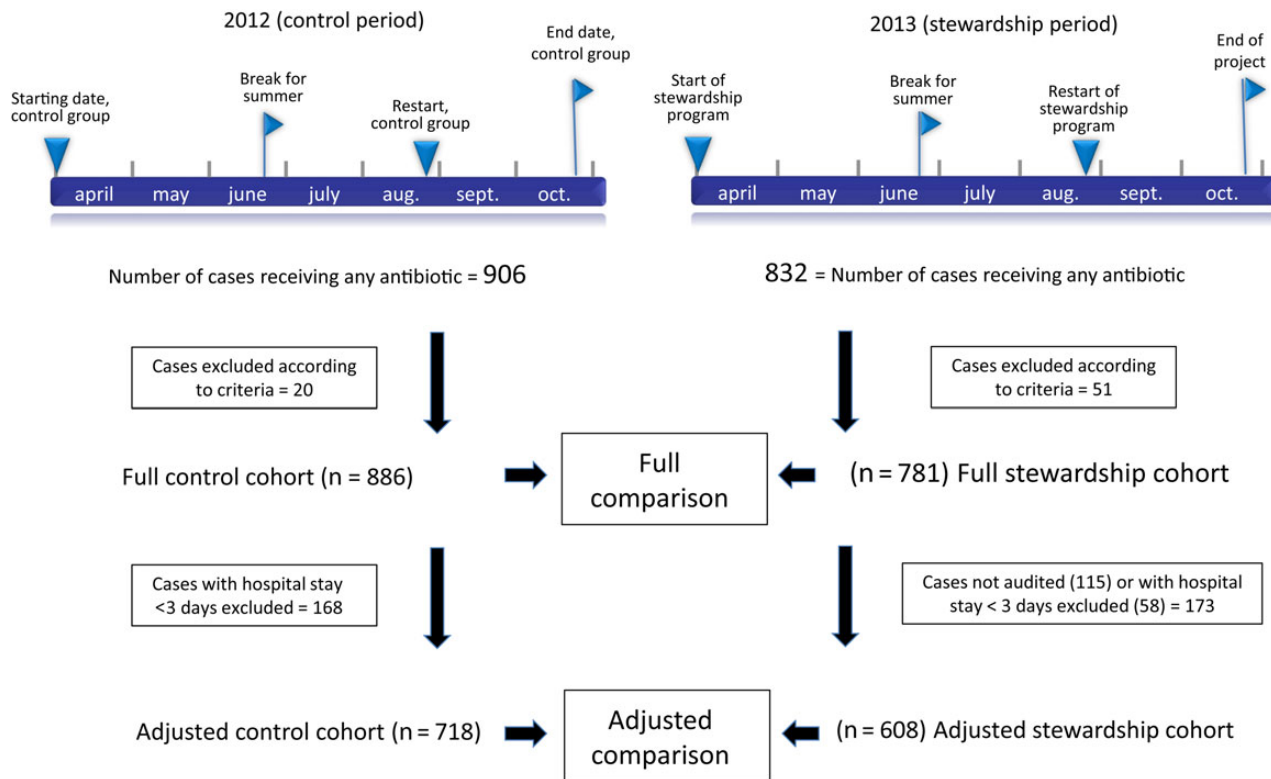 2012 (control period)
Starting date,
control group
Break for
summer
Restart,
control group
End date,
control group
april may june july aug. sept. oct.
2013 (stewardship period)
Start of
stewardship
program
Break for
summer
Restart of
stewardship
program
End of
project
april may june july aug. sept. oct.
Number of cases receiving any antibiotic = 906
832 = Number of cases receiving any antibiotic
Cases excluded according
to criteria = 20
Cases excluded according
to criteria = 51
Full control cohort (n = 886)
Full
comparison
(n = 781) Full stewardship cohort
Cases with hospital stay
<3 days excluded = 168
Cases not audited (115) or with hospital
stay < 3 days excluded (58) = 173
Adjusted control cohort (n = 718)
Adjusted
comparison
(n = 608) Adjusted stewardship cohort